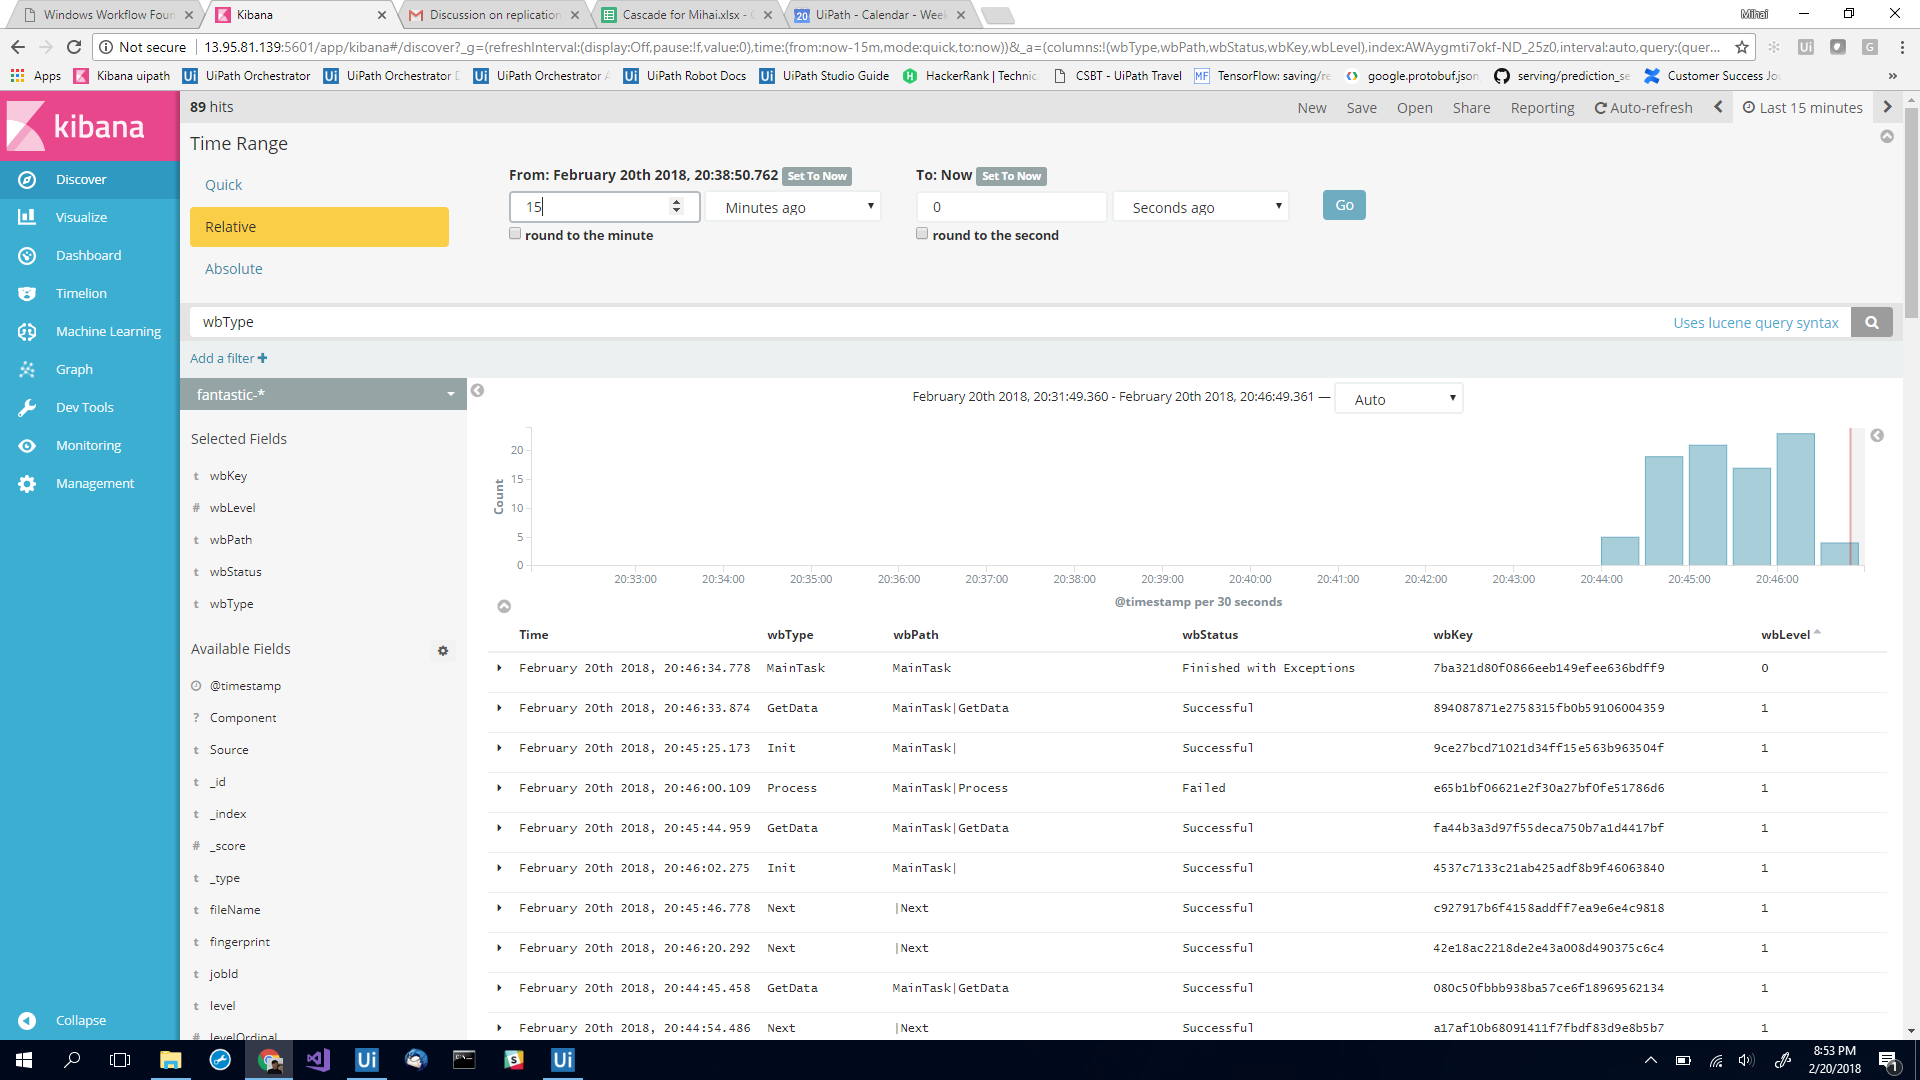 Windows Workflow Foun
Kibana
Discussion on replication
Cascade for Mihai.xlsx - G
UiPath - Calendar - Week
Mihai
Not secure
13.95.81.139:5601/app/kibana#/discover?_g=(refreshInterval:(display:Off,pause:!f,value:0),time:(from:now-15m,mode:quick,to:now))&_a=(columns:!(wbType,wbPath,wbStatus,wbKey,wbLevel),index:AWAygmti7okf-ND_25z0,interval:auto,query:(quer...
Apps
Kibana uipath
UiPath Orchestrator
UiPath Orchestrator D
UiPath Orchestrator A
UiPath Robot Docs
UiPath Studio Guide
HackerRank | Technic
CSBT - UiPath Travel
TensorFlow: saving/re
google.protobuf.json
serving/prediction_se
Customer Success Jou
»
kibana
Discover
Visualize
Dashboard
Timelion
Machine Learning
Graph
Dev Tools
Monitoring
Management
Collapse
89 hits
New Save Open Share Reporting Auto-refresh Last 15 minutes
Time Range
Quick
Relative
Absolute
From: February 20th 2018, 20:38:50.762 Set To Now
15 Minutes ago
round to the minute
To: Now Set To Now
0 Seconds ago
round to the second
Go
wbType
Uses lucene query syntax
Add a filter +
fantastic-*
Selected Fields
t wbKey
# wbLevel
t wbPath
t wbStatus
t wbType
Available Fields
@timestamp
? Component
t Source
t _id
t _index
# _score
t _type
t fileName
t fingerprint
t jobId
t level
# levelOrdinal
February 20th 2018, 20:31:49.360 - February 20th 2018, 20:46:49.361 — Auto
Count
20
15
10
5
0
20:33:00 20:34:00 20:35:00 20:36:00 20:37:00 20:38:00 20:39:00 20:40:00 20:41:00 20:42:00 20:43:00 20:44:00 20:45:00 20:46:00
@timestamp per 30 seconds
Time wbType wbPath wbStatus wbKey wbLevel
February 20th 2018, 20:46:34.778 MainTask MainTask Finished with Exceptions 7ba321d80f0866eeb149efee636bdff9 0
February 20th 2018, 20:46:33.874 GetData MainTask|GetData Successful 894087871e2758315fb0b59106004359 1
February 20th 2018, 20:45:25.173 Init MainTask| Successful 9ce27bcd71021d34ff15e563b963504f 1
February 20th 2018, 20:46:00.109 Process MainTask|Process Failed e65b1bf06621e2f30a27bf0fe51786d6 1
February 20th 2018, 20:45:44.959 GetData MainTask|GetData Successful fa44b3a3d97f55deca750b7a1d4417bf 1
February 20th 2018, 20:46:02.275 Init MainTask| Successful 4537c7133c21ab425adf8b9f46063840 1
February 20th 2018, 20:45:46.778 Next |Next Successful c927917b6f4158addff7ea9e6e4c9818 1
February 20th 2018, 20:46:20.292 Next |Next Successful 42e18ac2218de2e43a008d490375c6c4 1
February 20th 2018, 20:44:45.458 GetData MainTask|GetData Successful 080c50fbbb938ba57ce6f18969562134 1
February 20th 2018, 20:44:54.486 Next |Next Successful a17af10b68091411f7fbdf83d9e8b5b7 1
8:53 PM
2/20/2018
1